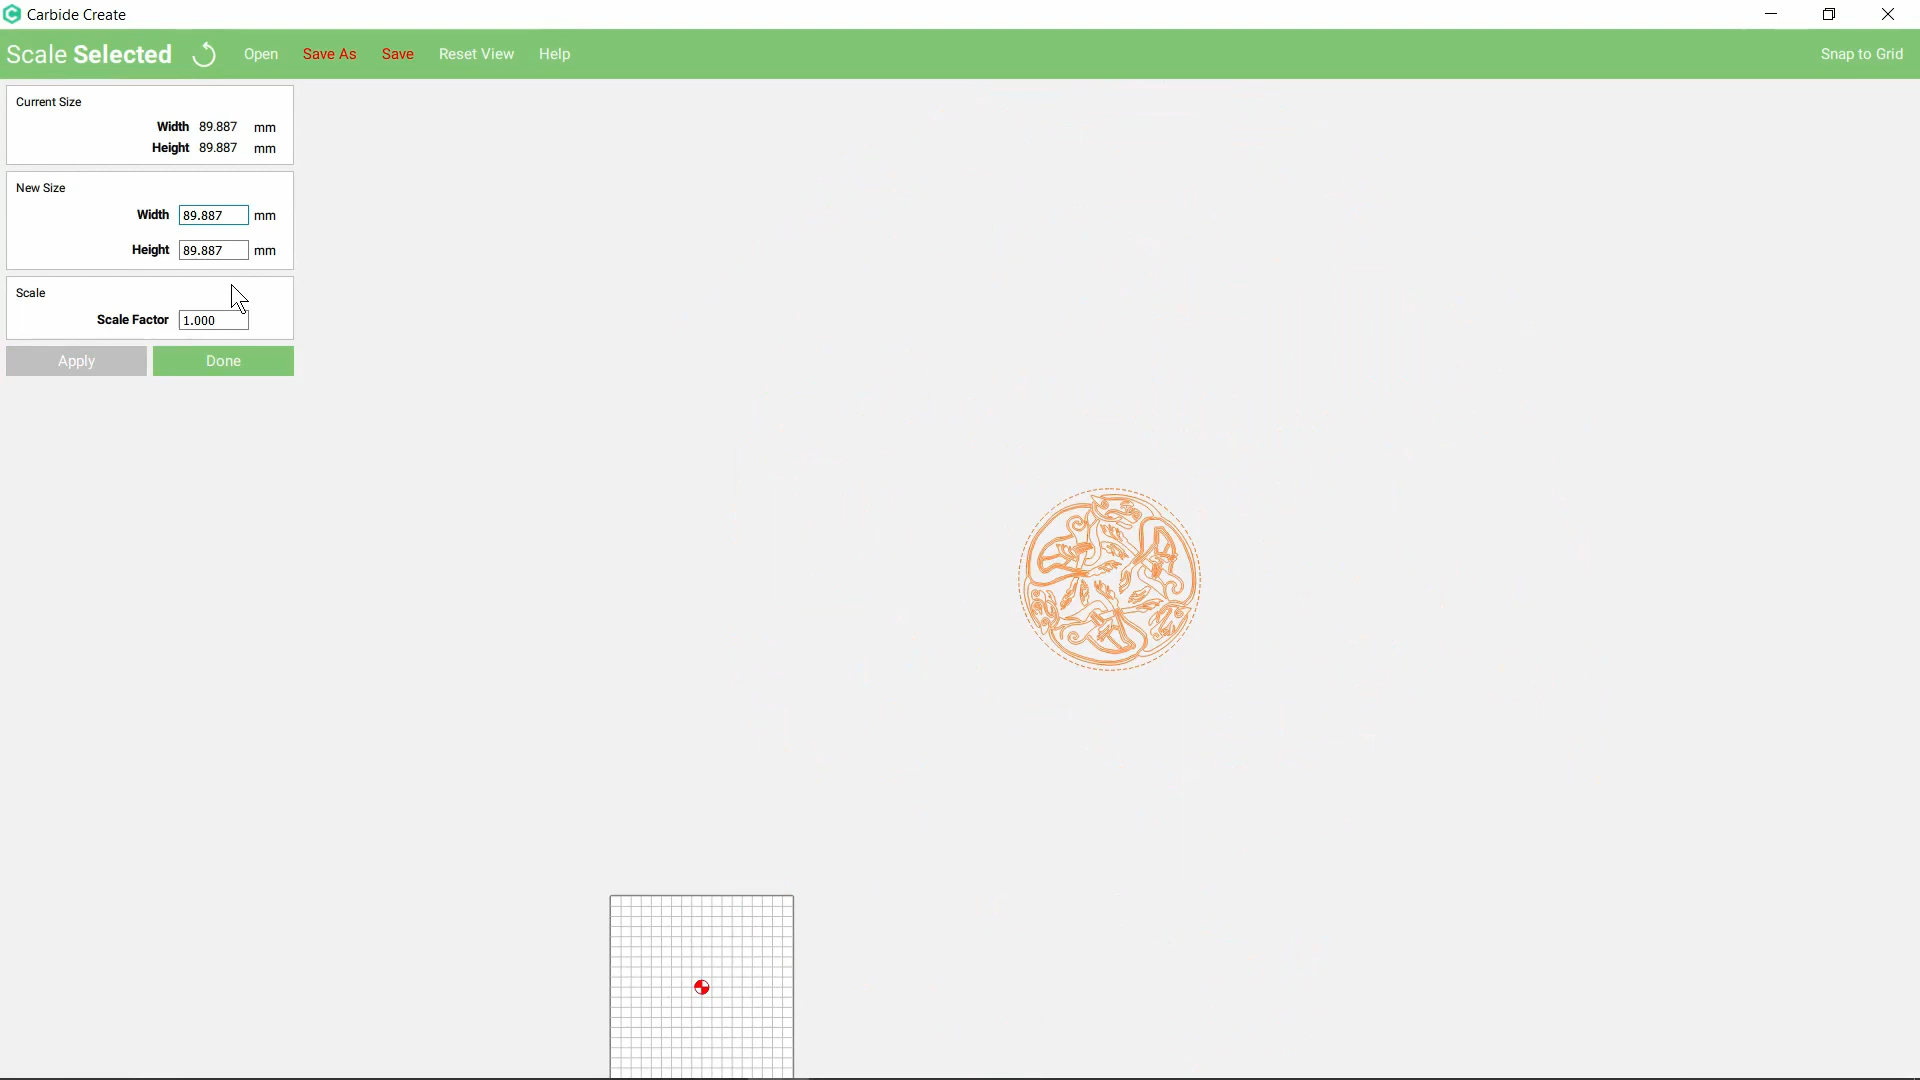 Carbide Create
Scale Selected Open Save As Save Reset View Help Snap to Grid
Current Size
Width 89.887 mm
Height 89.887 mm
New Size
Width 89.887 mm
Height 89.887 mm
Scale
Scale Factor 1.000
Apply Done